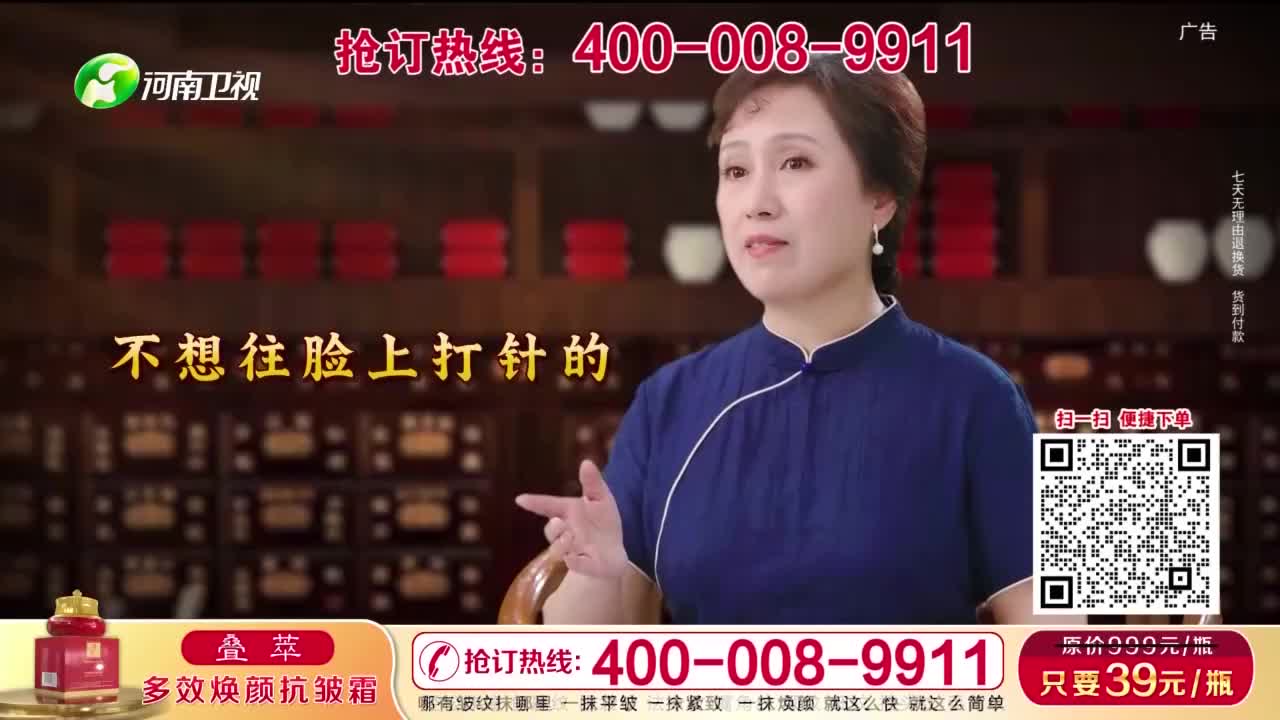 抢订热线：400-008-9911
广告
河南卫视
七天无理由退换货 货到付款
不想往脸上打针的
扫一扫 便捷下单
叠萃
多效焕颜抗皱霜
抢订热线: 400-008-9911
原价999元/瓶
只要39元/瓶
哪有皱纹抹哪里 一抹平皱 一抹紧致 一抹焕颜 就这么快 就这么简单